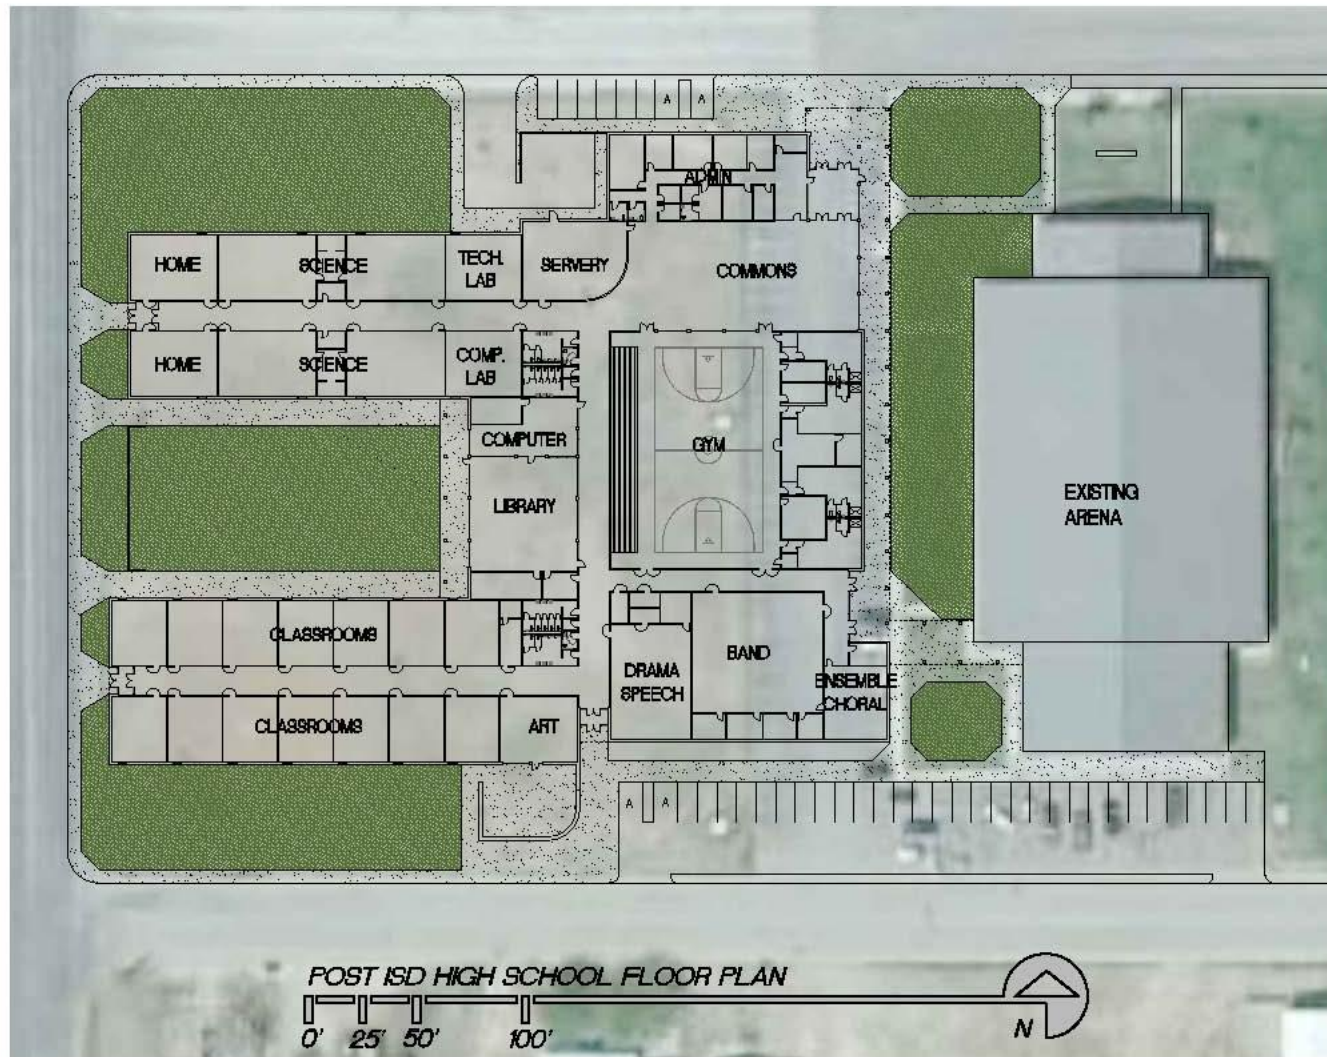 A A
ADMIN
HOME
SCIENCE
TECH.
LAB
SERVERY
COMMONS
HOME
SCIENCE
COMP.
LAB
COMPUTER
GYM
LIBRARY
EXISTING
ARENA
CLASSROOMS
BAND
DRAMA
SPEECH
ENSEMBLE
CHORAL
CLASSROOMS
ART
A A
POST ISD HIGH SCHOOL FLOOR PLAN
0' 25' 50' 100'
N